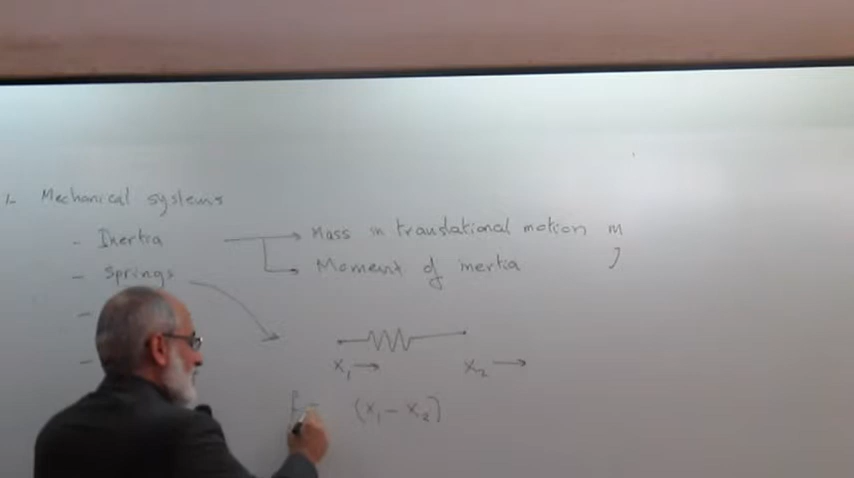 1- Mechanical systems
- Inertia → Mass in translational motion m
→ Moment of inertia J
- Springs
x₁ → x₂ →
(x₁ - x₂)